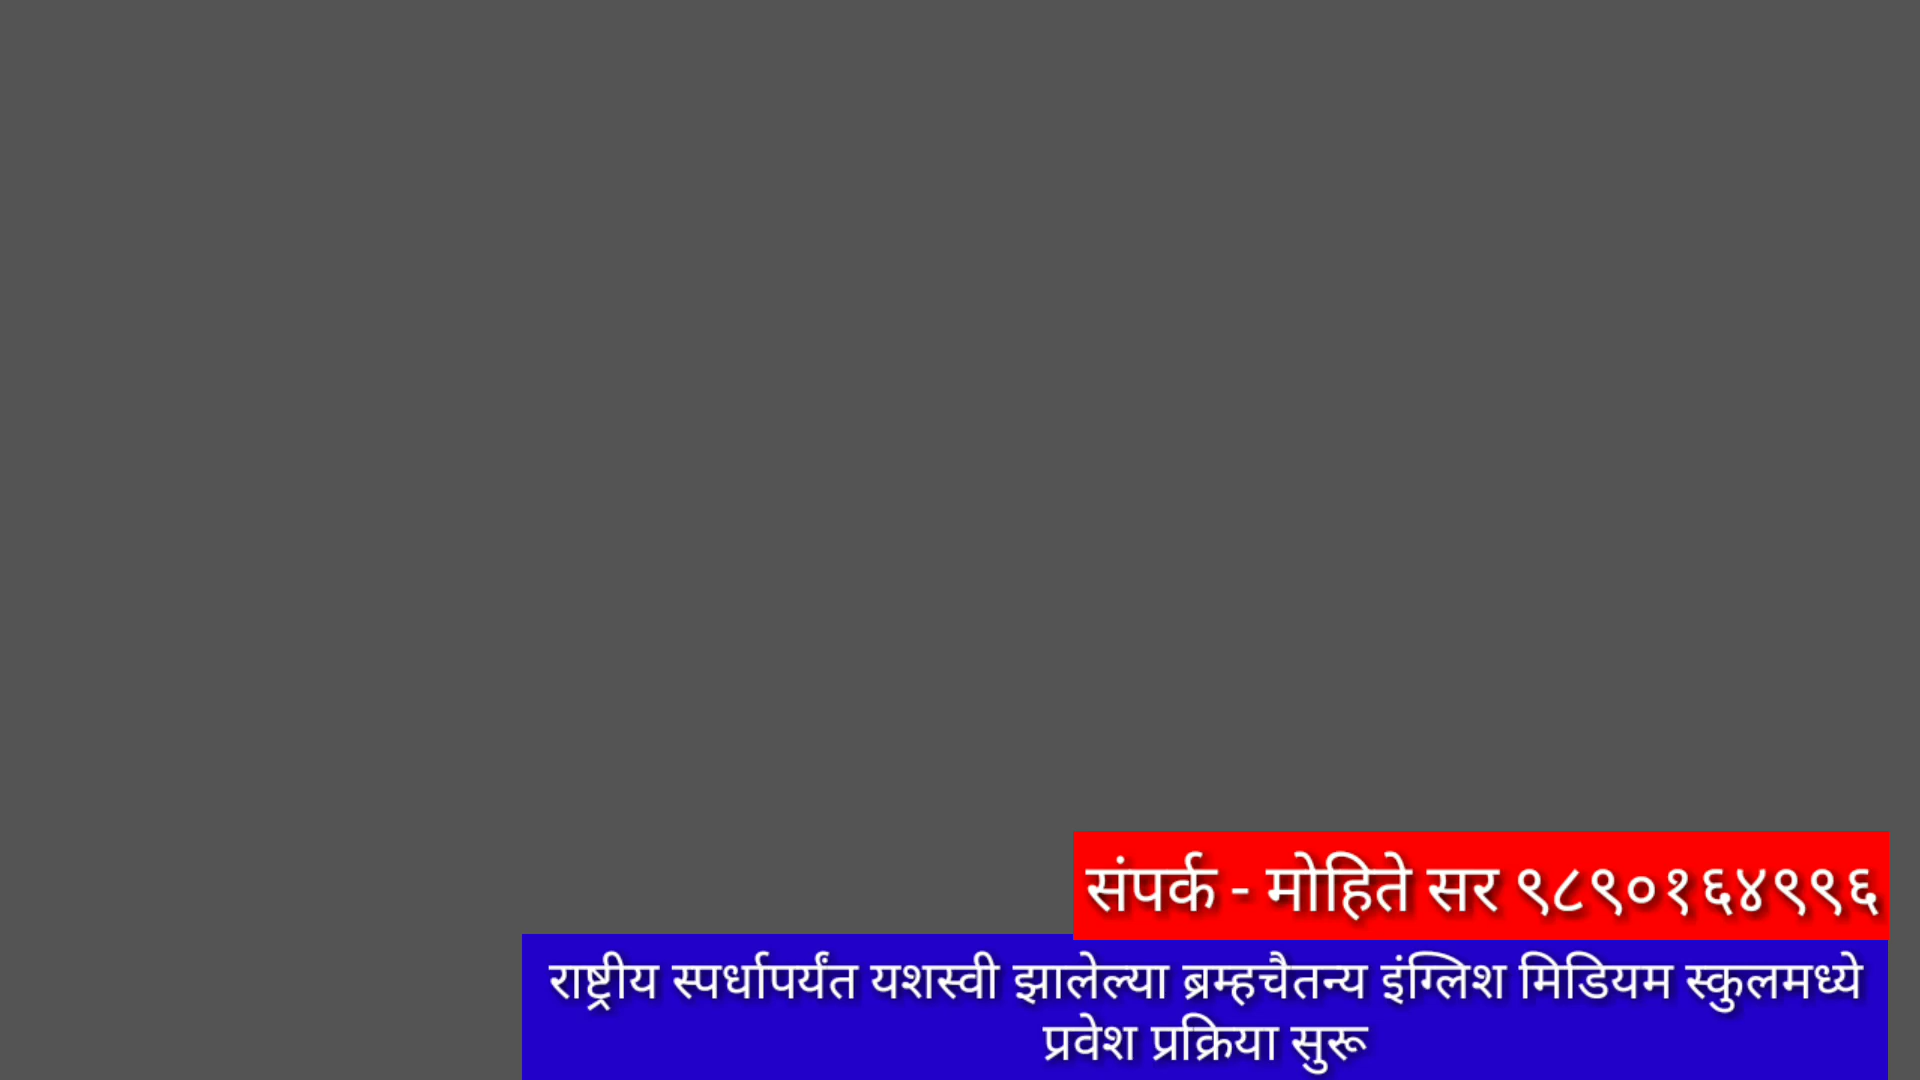 संपर्क - मोहिते सर ९८९०१६४९९६
राष्ट्रीय स्पर्धापर्यंत यशस्वी झालेल्या ब्रम्हचैतन्य इंग्लिश मिडियम स्कुलमध्ये
प्रवेश प्रक्रिया सुरू